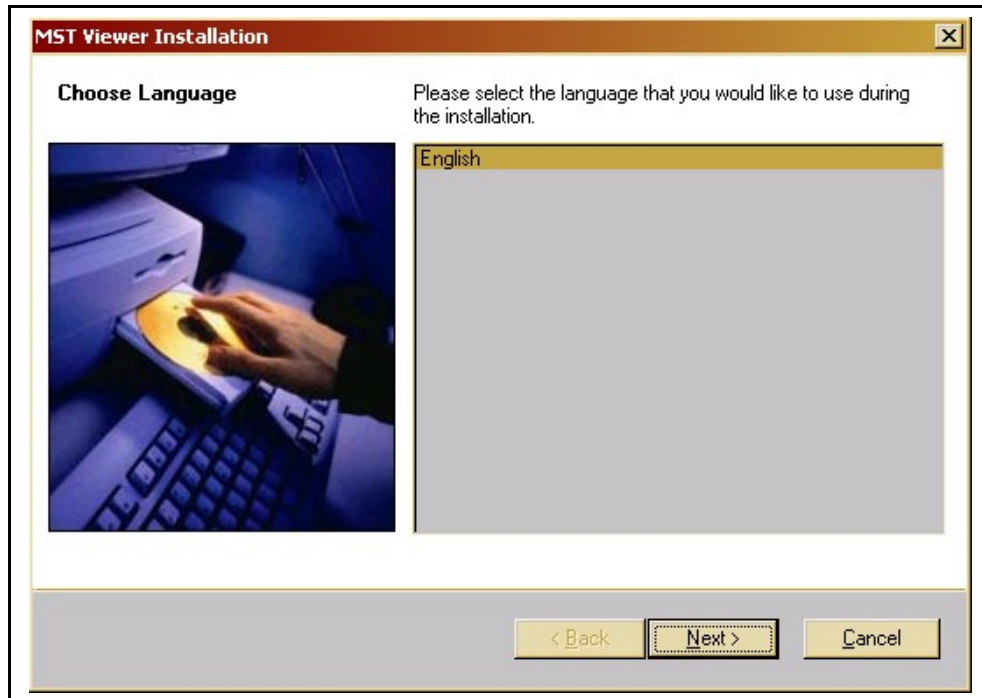 MST Viewer Installation
Choose Language
Please select the language that you would like to use during
the installation.
English
< Back
Next >
Cancel